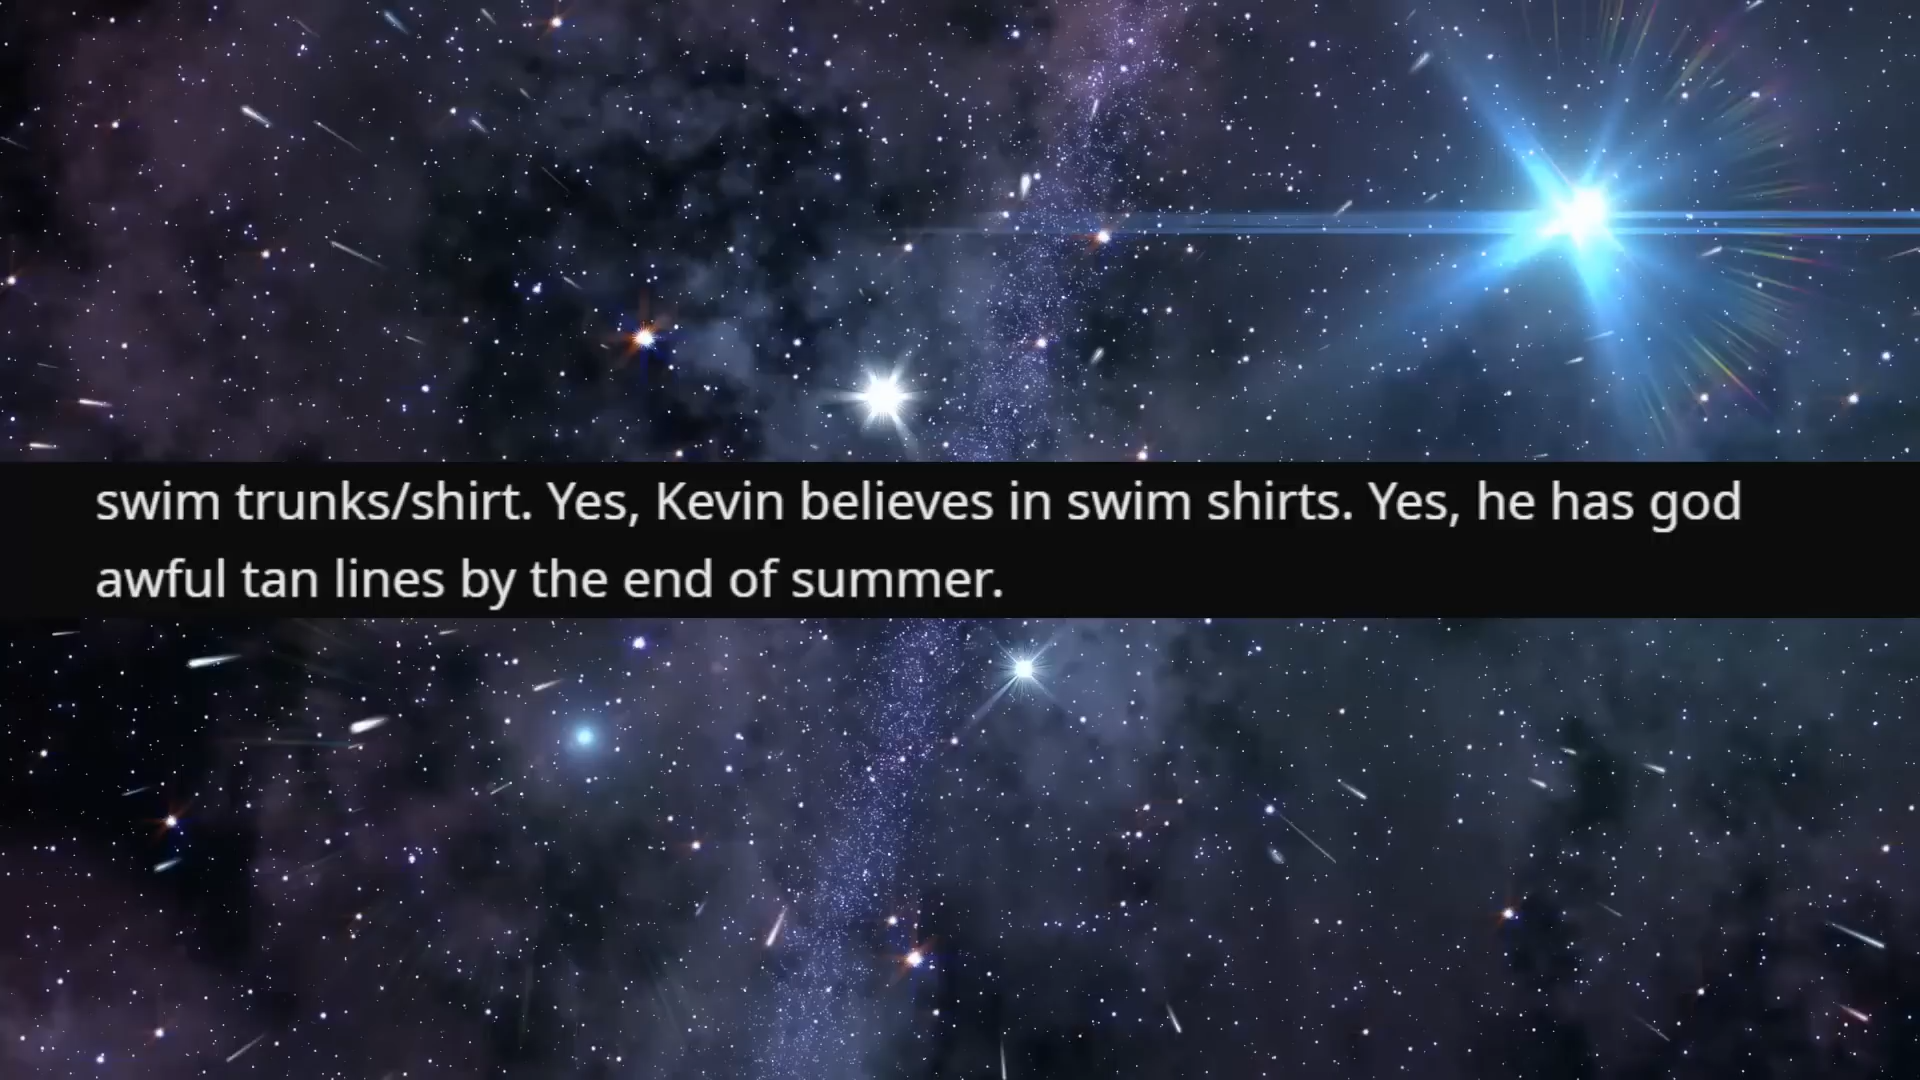 swim trunks/shirt. Yes, Kevin believes in swim shirts. Yes, he has god
awful tan lines by the end of summer.